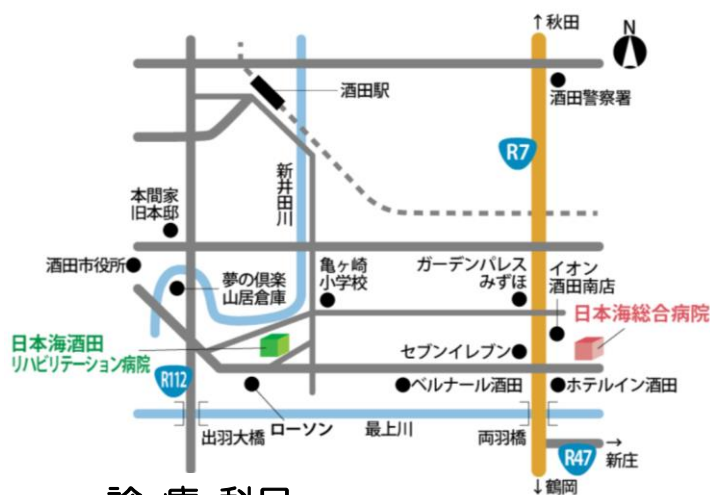 ↑秋田
N
酒田駅
酒田警察署
R7
新井田川
本間家
旧本邸
酒田市役所
夢の倶楽
山居倉庫
亀ヶ崎
小学校
ガーデンパレス
みずほ
イオン
酒田南店
日本海総合病院
日本海酒田
リハビリテーション病院
セブンイレブン
R112
ローソン
ベルナール酒田
ホテルイン酒田
出羽大橋
最上川
両羽橋
R47
→
新庄
↓鶴岡
診療科目